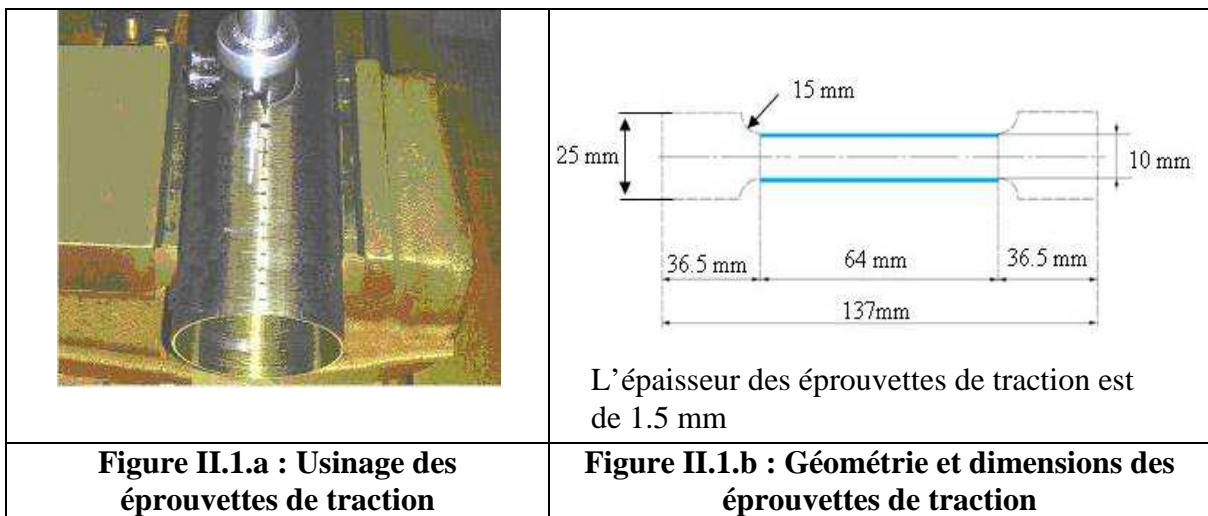 15 mm
25 mm
10 mm
36.5 mm
64 mm
36.5 mm
137mm
L'épaisseur des éprouvettes de traction est
de 1.5 mm
Figure II.1.a : Usinage des
éprouvettes de traction
Figure II.1.b : Géométrie et dimensions des
éprouvettes de traction